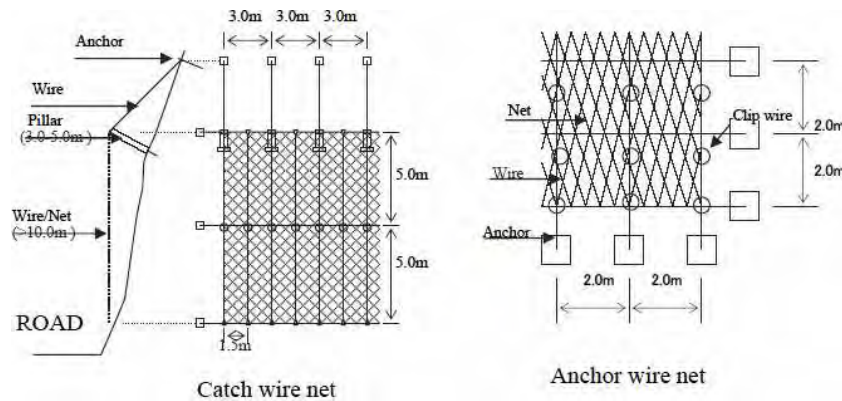 3.0m 3.0m 3.0m
Anchor
Wire
Pillar
(3.0-5.0m)
5.0m
Wire/Net
(>10.0m)
5.0m
ROAD
1.5m
Catch wire net
Net
Clip wire
2.0m
Wire
2.0m
Anchor
2.0m 2.0m
Anchor wire net